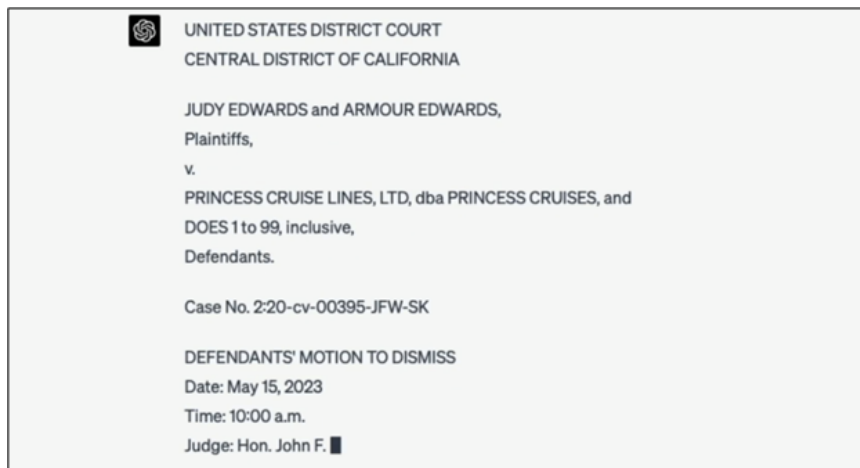 UNITED STATES DISTRICT COURT
CENTRAL DISTRICT OF CALIFORNIA
JUDY EDWARDS and ARMOUR EDWARDS,
Plaintiffs,
v.
PRINCESS CRUISE LINES, LTD, dba PRINCESS CRUISES, and
DOES 1 to 99, inclusive,
Defendants.
Case No. 2:20-cv-00395-JFW-SK
DEFENDANTS' MOTION TO DISMISS
Date: May 15, 2023
Time: 10:00 a.m.
Judge: Hon. John F.